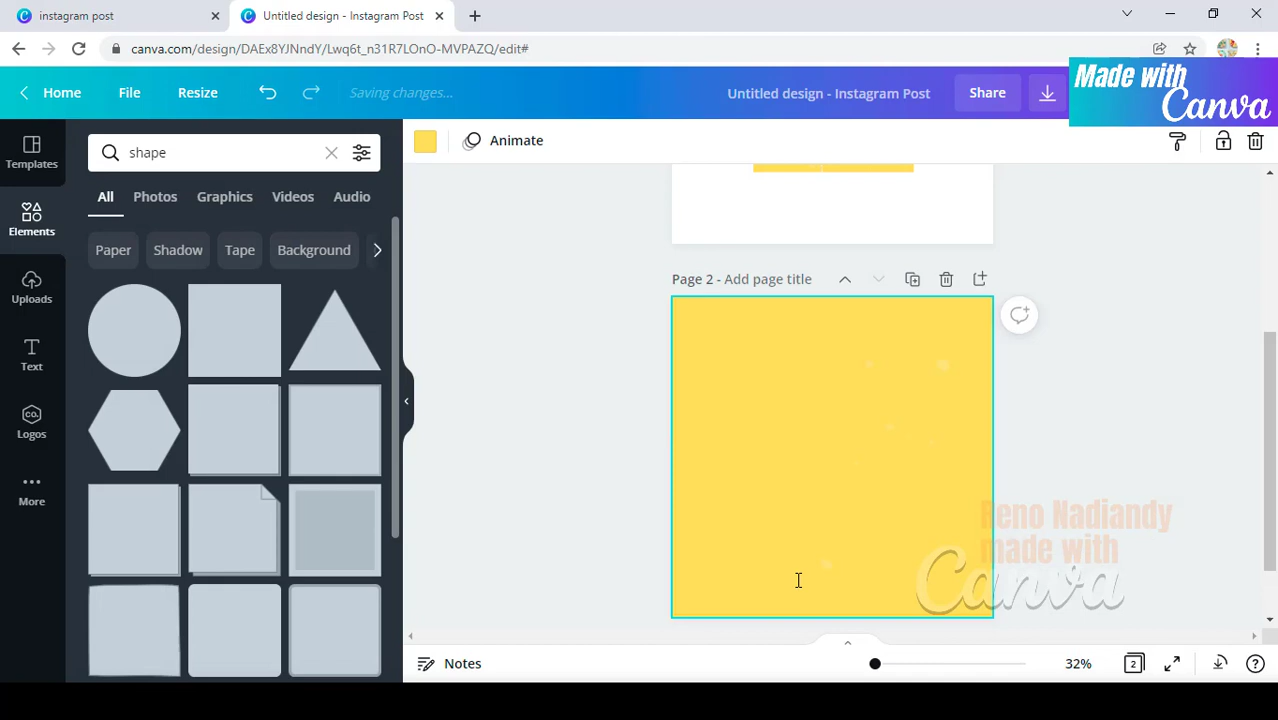 instagram post
Untitled design - Instagram Post
canva.com/design/DAEx8YJNndY/Lwq6t_n31R7LOnO-MVPAZQ/edit#
Home
File
Resize
Saving changes...
Untitled design - Instagram Post
Share
Made with
Canva
Templates
Elements
Uploads
Text
CO.
Logos
More
shape
All
Photos
Graphics
Videos
Audio
Paper
Shadow
Tape
Background
Animate
Page 2 - Add page title
Reno Nadiandy
made with
Canva
Notes
32%
2